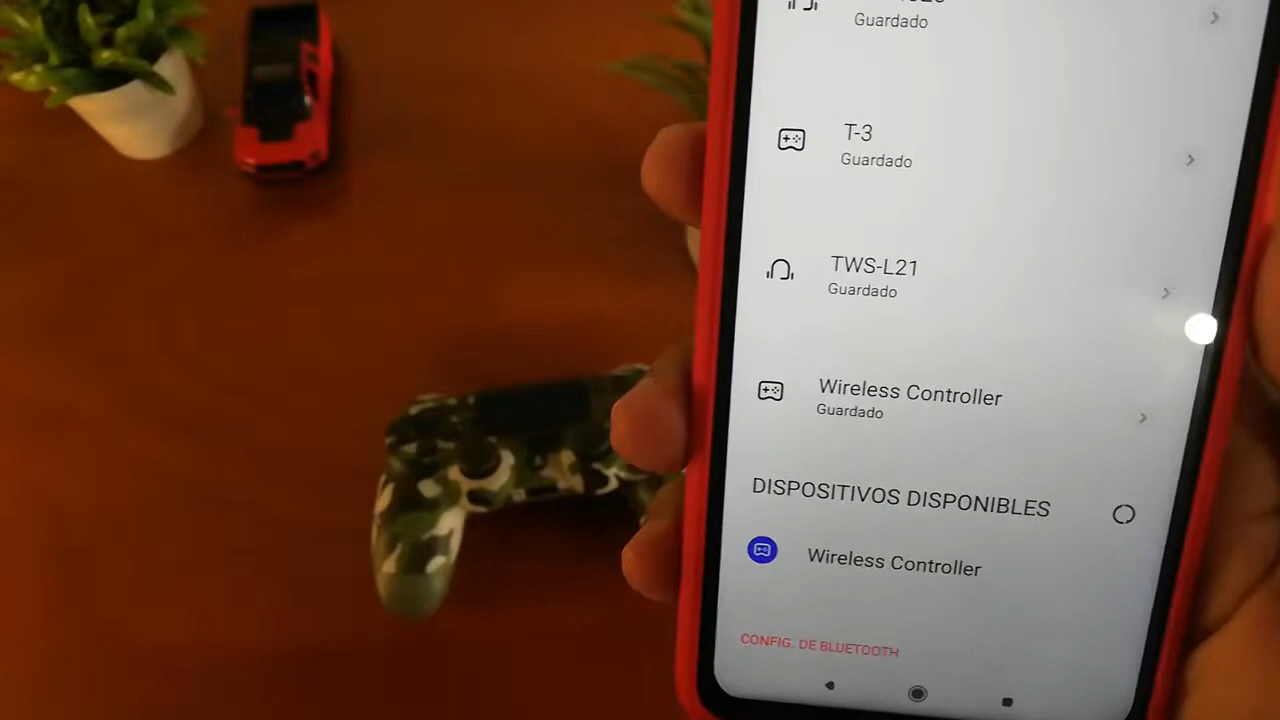 Guardado
T-3
Guardado
TWS-L21
Guardado
Wireless Controller
Guardado
DISPOSITIVOS DISPONIBLES
Wireless Controller
CONFIG. DE BLUETOOTH